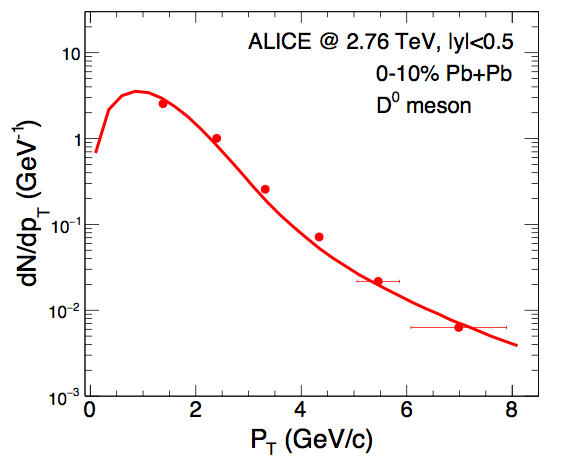 ALICE @ 2.76 TeV, |y|<0.5
0-10% Pb+Pb
D⁰ meson
dN/dp_T (GeV⁻¹)
10
1
10⁻¹
10⁻²
10⁻³
0 2 4 6 8
P_T (GeV/c)